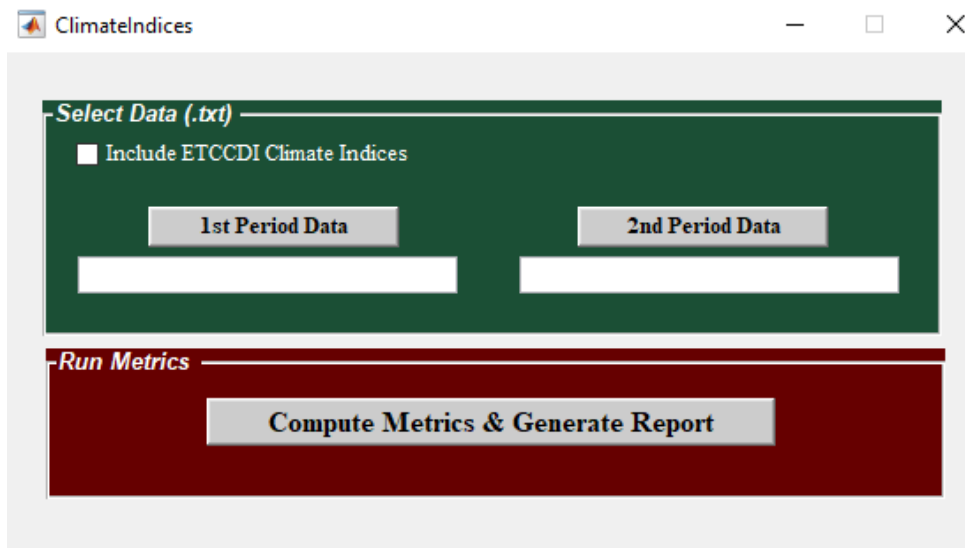 ClimateIndices
Select Data (.txt)
Include ETCCDI Climate Indices
1st Period Data
2nd Period Data
Run Metrics
Compute Metrics & Generate Report